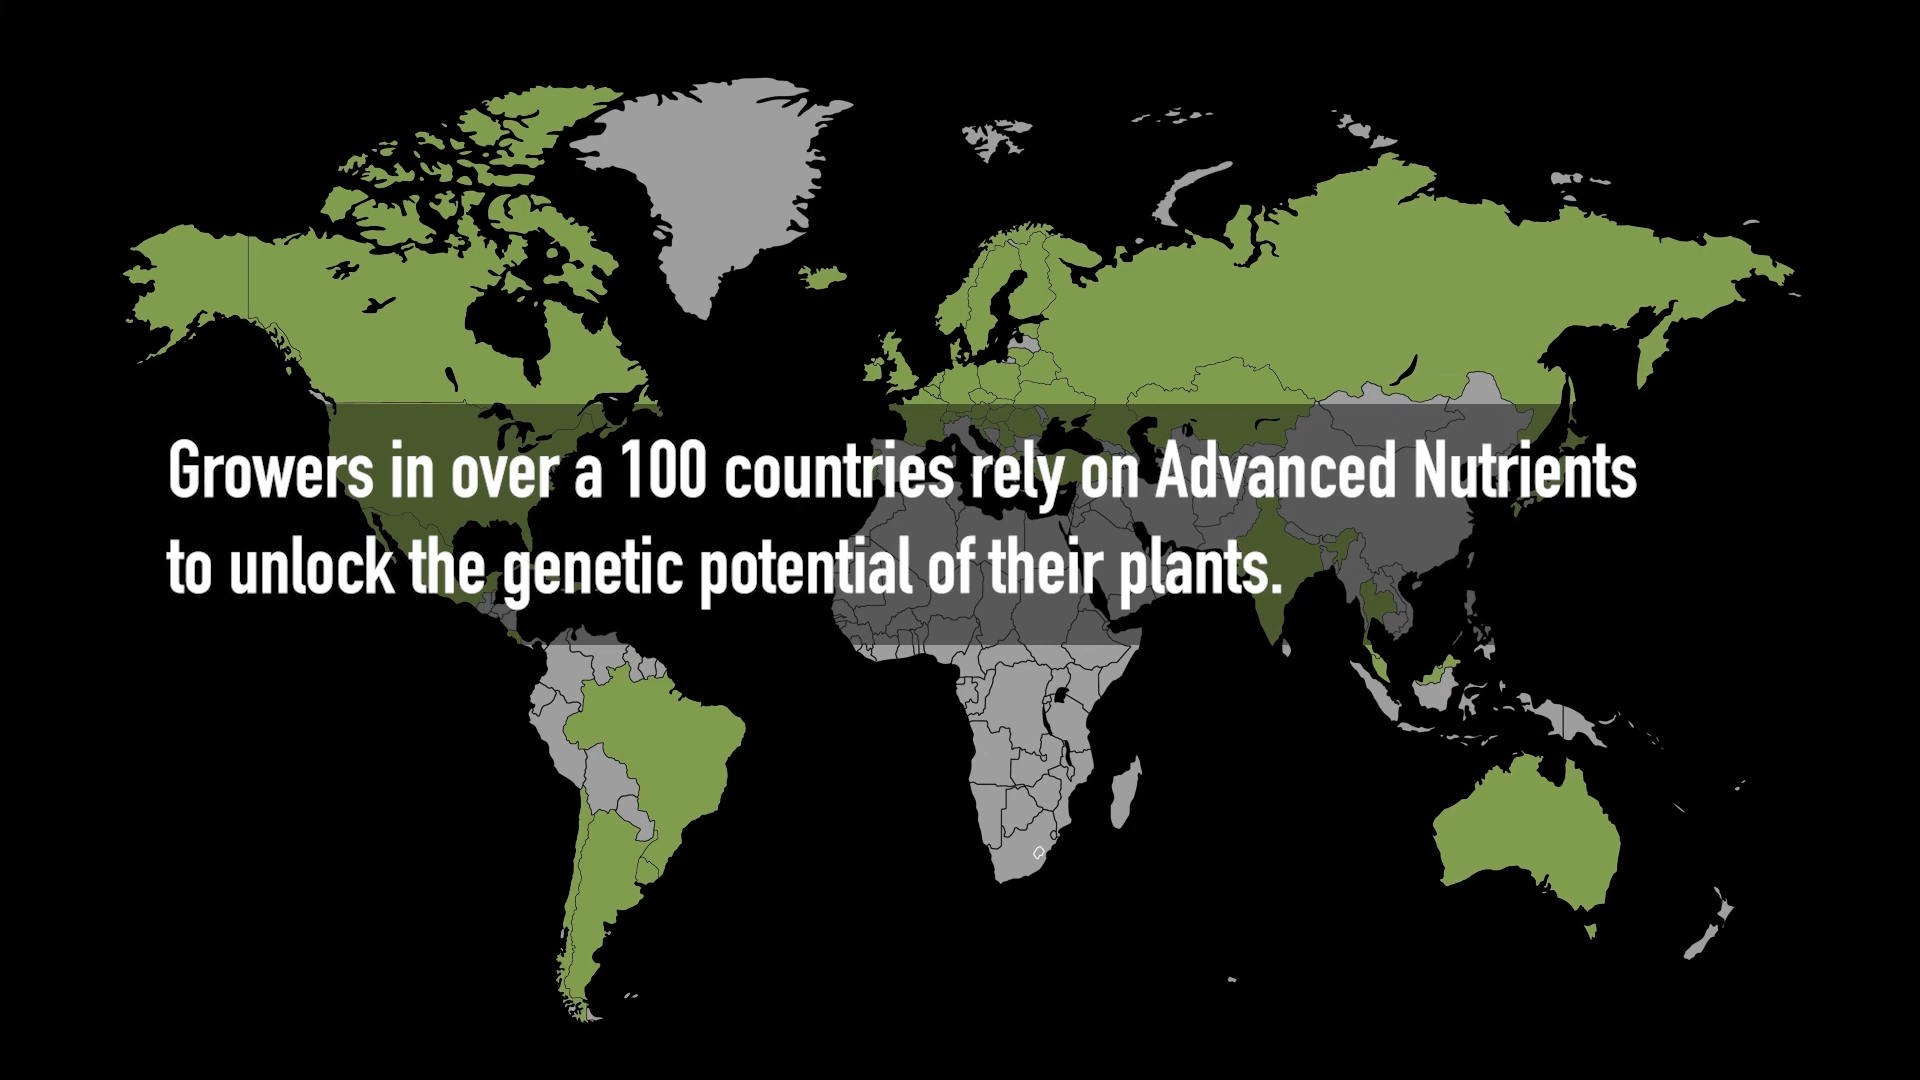 Growers in over a 100 countries rely on Advanced Nutrients
to unlock the genetic potential of their plants.